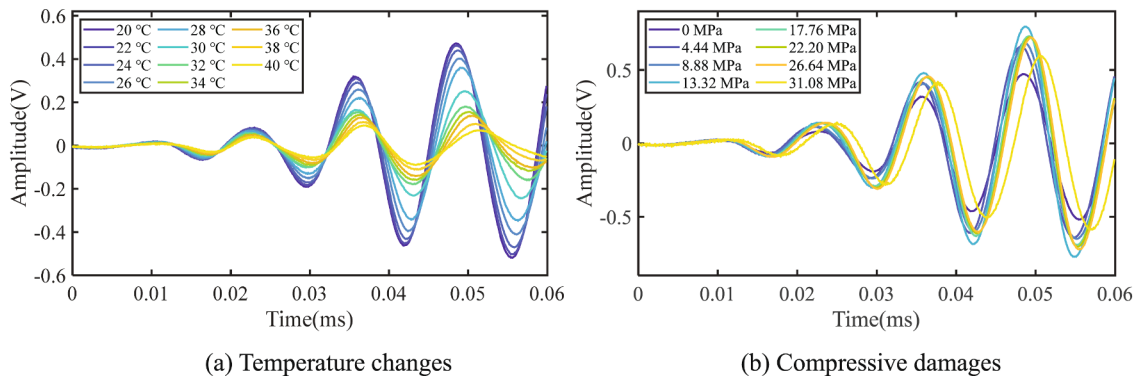 0.6
0.4
0.2
0
-0.2
-0.4
-0.6
Amplitude(V)
20 ℃ 28 ℃ 36 ℃
22 ℃ 30 ℃ 38 ℃
24 ℃ 32 ℃ 40 ℃
26 ℃ 34 ℃
0 0.01 0.02 0.03 0.04 0.05 0.06
Time(ms)
(a) Temperature changes
0.5
0
-0.5
Amplitude(V)
0 MPa 17.76 MPa
4.44 MPa 22.20 MPa
8.88 MPa 26.64 MPa
13.32 MPa 31.08 MPa
0 0.01 0.02 0.03 0.04 0.05 0.06
Time(ms)
(b) Compressive damages